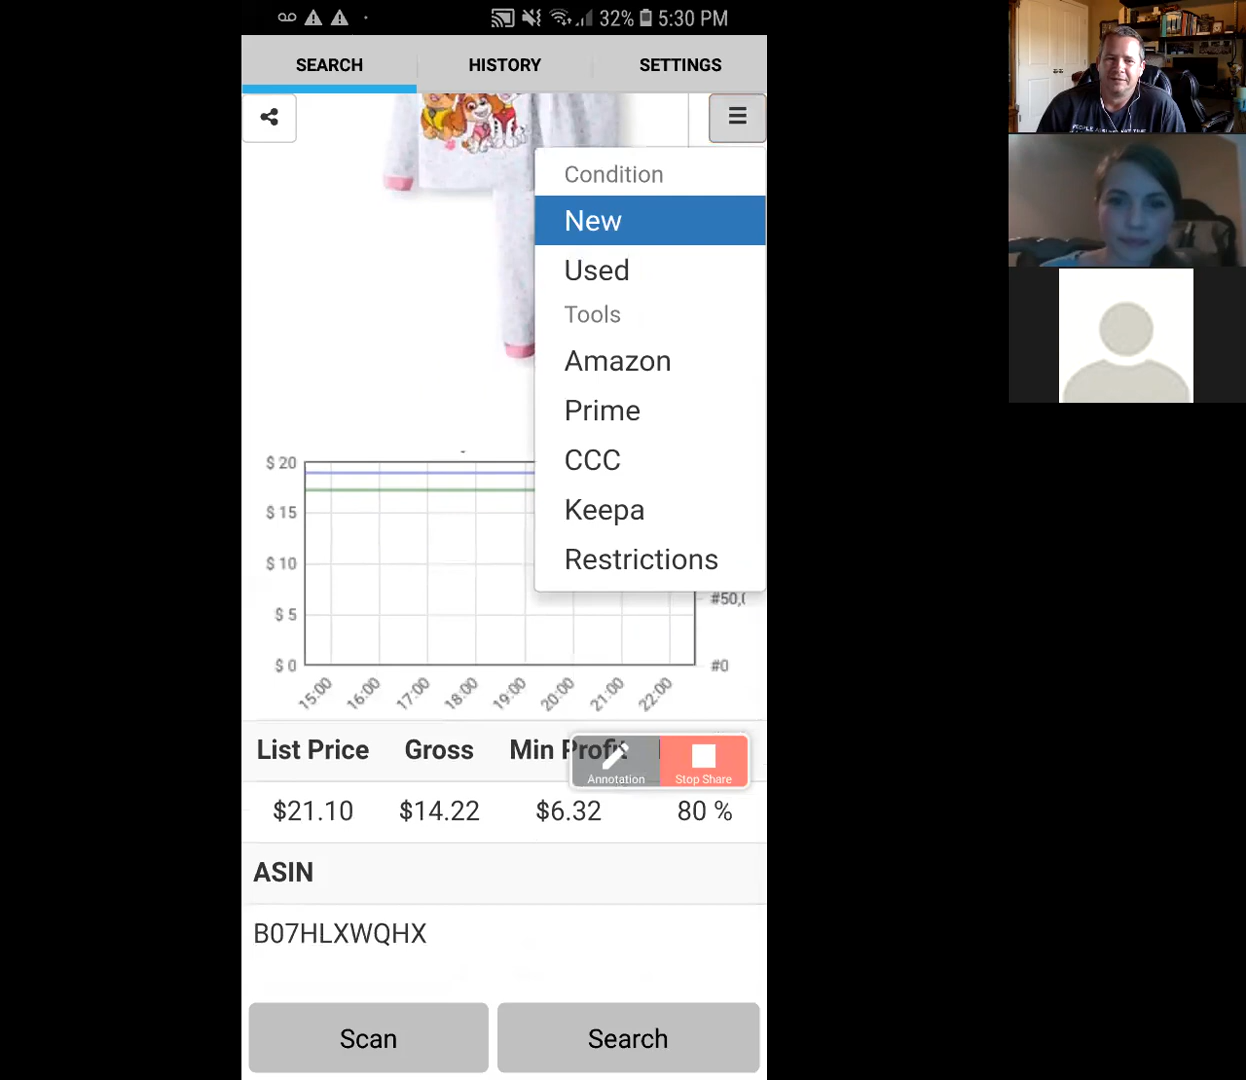 32% 5:30 PM
SEARCH HISTORY SETTINGS
Condition
New
Used
Tools
Amazon
Prime
CCC
Keepa
Restrictions
$ 20
$ 15
$ 10
$ 5
$ 0
#50,(
#0
15:00 16:00 17:00 18:00 19:00 20:00 21:00 22:00
List Price Gross Min Profit
Annotation Stop Share
$21.10 $14.22 $6.32 80 %
ASIN
B07HLXWQHX
Scan Search